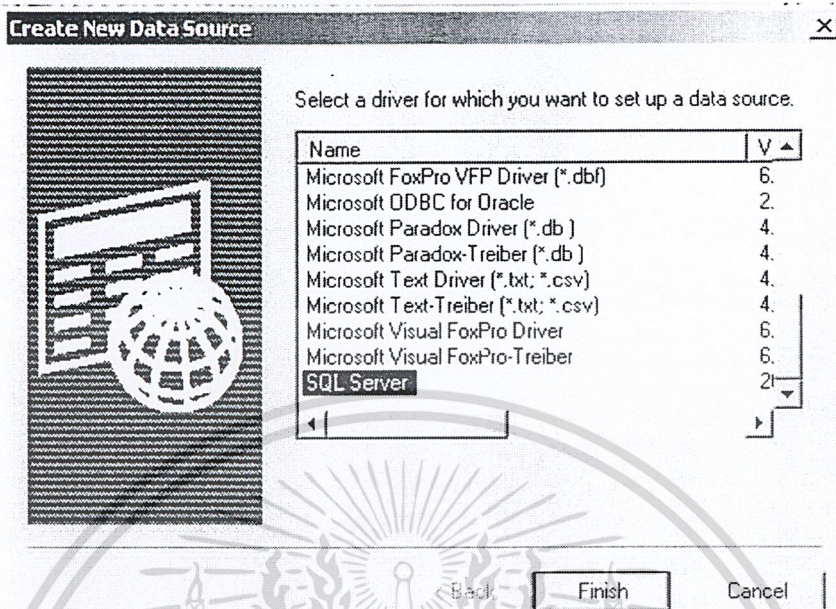 Create New Data Source
Select a driver for which you want to set up a data source.
Name V
Microsoft FoxPro VFP Driver (*.dbf) 6.
Microsoft ODBC for Oracle 2.
Microsoft Paradox Driver (*.db ) 4.
Microsoft Paradox-Treiber (*.db ) 4.
Microsoft Text Driver (*.txt; *.csv) 4.
Microsoft Text-Treiber (*.txt; *.csv) 4.
Microsoft Visual FoxPro Driver 6.
Microsoft Visual FoxPro-Treiber 6.
SQL Server 2
< Back Finish Cancel